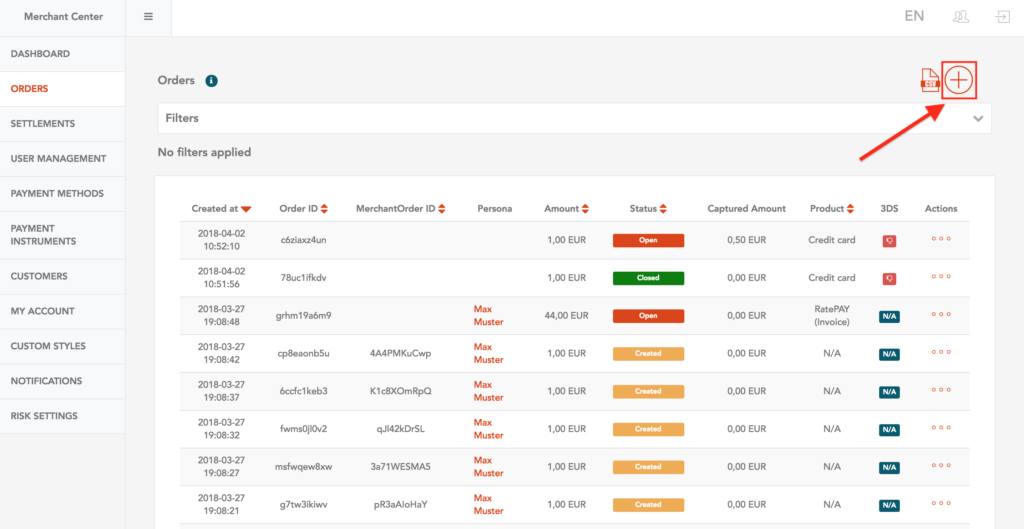 Merchant Center
EN
DASHBOARD
ORDERS
SETTLEMENTS
USER MANAGEMENT
PAYMENT METHODS
PAYMENT
INSTRUMENTS
CUSTOMERS
MY ACCOUNT
CUSTOM STYLES
NOTIFICATIONS
RISK SETTINGS
Orders i
CSV
Filters
No filters applied
Created at Order ID MerchantOrder ID Persona Amount Status Captured Amount Product 3DS Actions
2018-04-02
10:52:10
c6ziaxz4un 1,00 EUR Open 0,50 EUR Credit card
2018-04-02
10:51:56
78uc1ifkdv 1,00 EUR Closed 0,00 EUR Credit card
2018-03-27
19:08:48
grhm19a6m9 Max
Muster
44,00 EUR Open 0,00 EUR RatePAY
(Invoice)
N/A
2018-03-27
19:08:42
cp8eaonb5u 4A4PMKuCwp Max
Muster
1,00 EUR Created 0,00 EUR N/A N/A
2018-03-27
19:08:37
6ccfc1keb3 K1c8XOmRpQ Max
Muster
1,00 EUR Created 0,00 EUR N/A N/A
2018-03-27
19:08:32
fwms0jl0v2 qJl42kDrSL Max
Muster
1,00 EUR Created 0,00 EUR N/A N/A
2018-03-27
19:08:27
msfwqew8xw 3a71WESMA5 Max
Muster
1,00 EUR Created 0,00 EUR N/A N/A
2018-03-27
19:08:21
g7tw3ikiwv pR3aAIoHaY Max
Muster
1,00 EUR Created 0,00 EUR N/A N/A